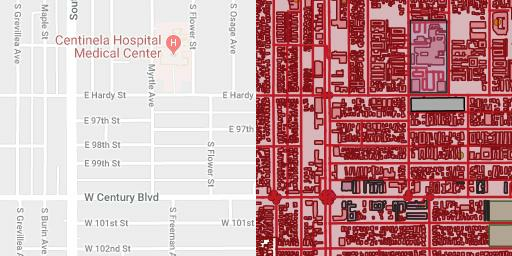 S Grevillea Ave
Maple St
Sout
S Flower St
S Osage Ave
Centinela Hospital
Medical Center
H
Myrtle Ave
E Hardy St
E Hardy
E 97th St
E 97th
E 98th St
S Flower St
E 99th St
W Century Blvd
S Grevillea Ave
S Burin Ave
W 101st St
S Freeman A
W 101st St
W 102nd St